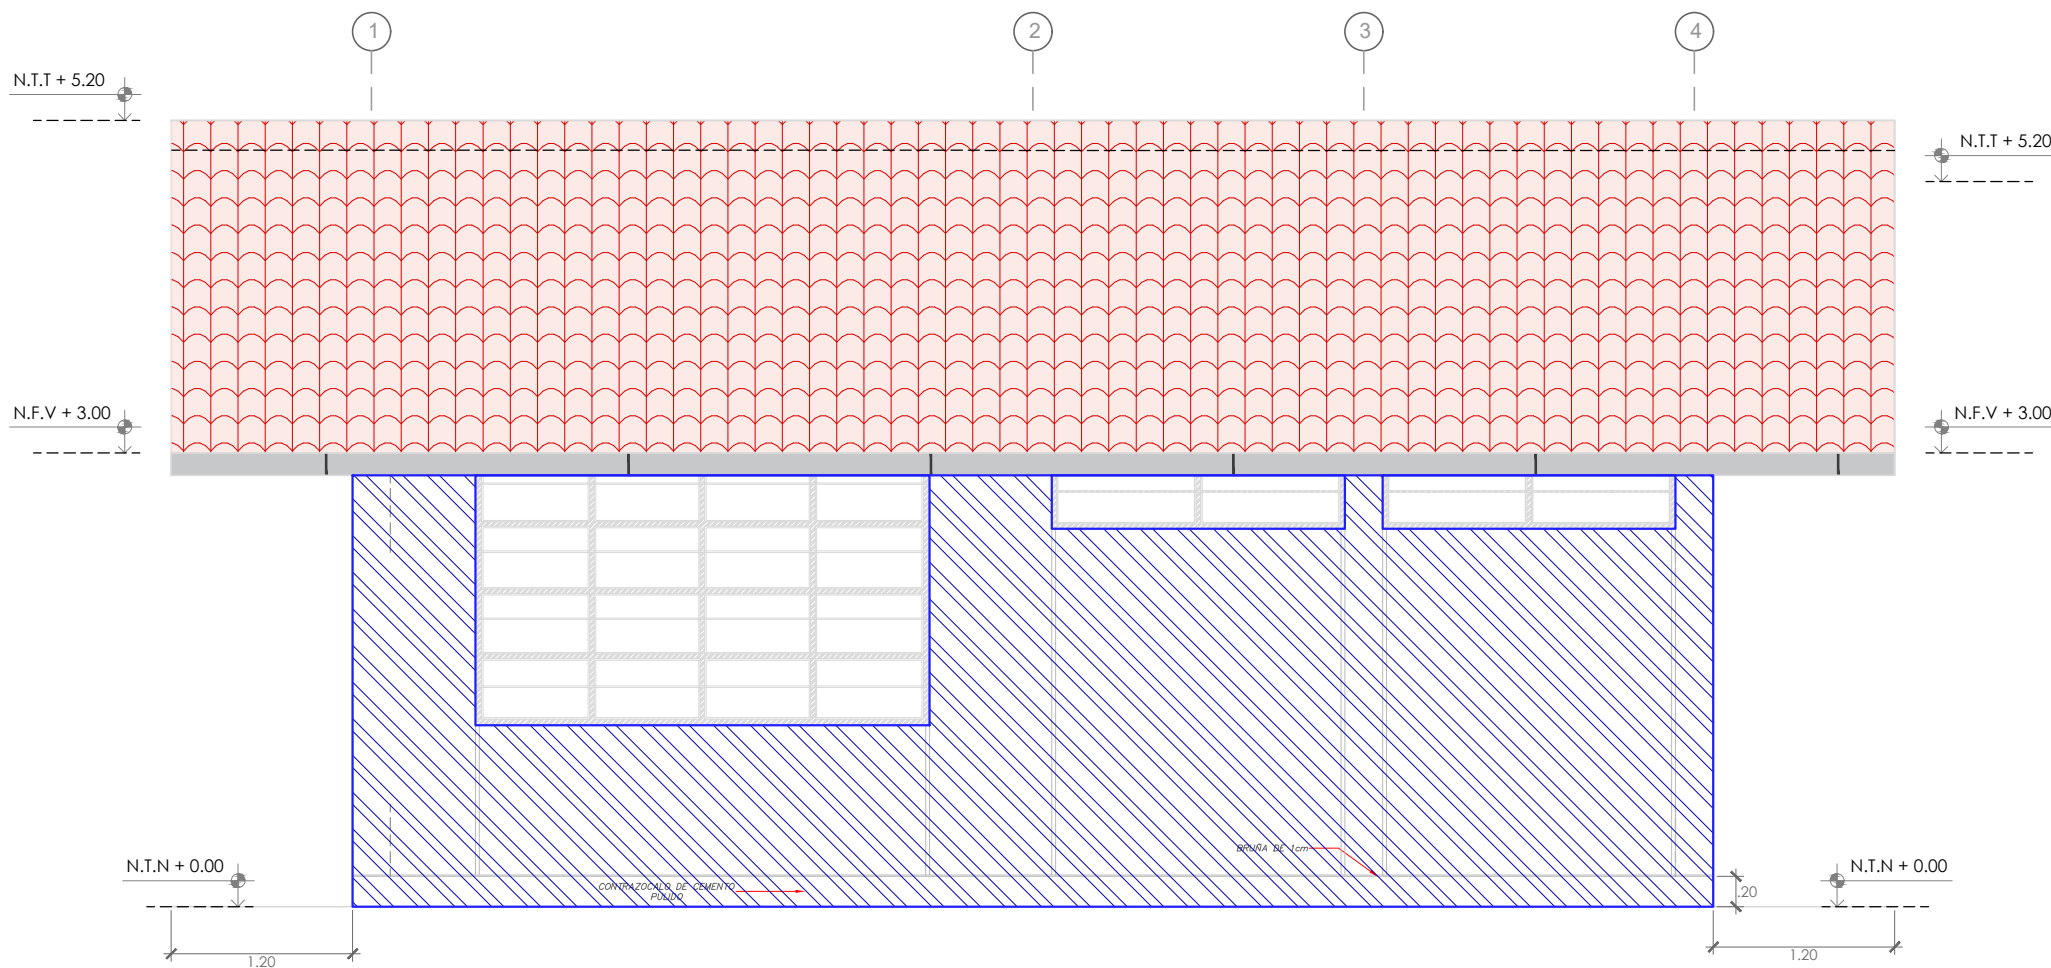 1
2
3
4
N.T.T + 5.20
N.T.T + 5.20
N.F.V + 3.00
N.F.V + 3.00
BRUÑA DE 1cm
N.T.N + 0.00
N.T.N + 0.00
CONTRAZOCALO DE CEMENTO
PULIDO
.20
1.20
1.20